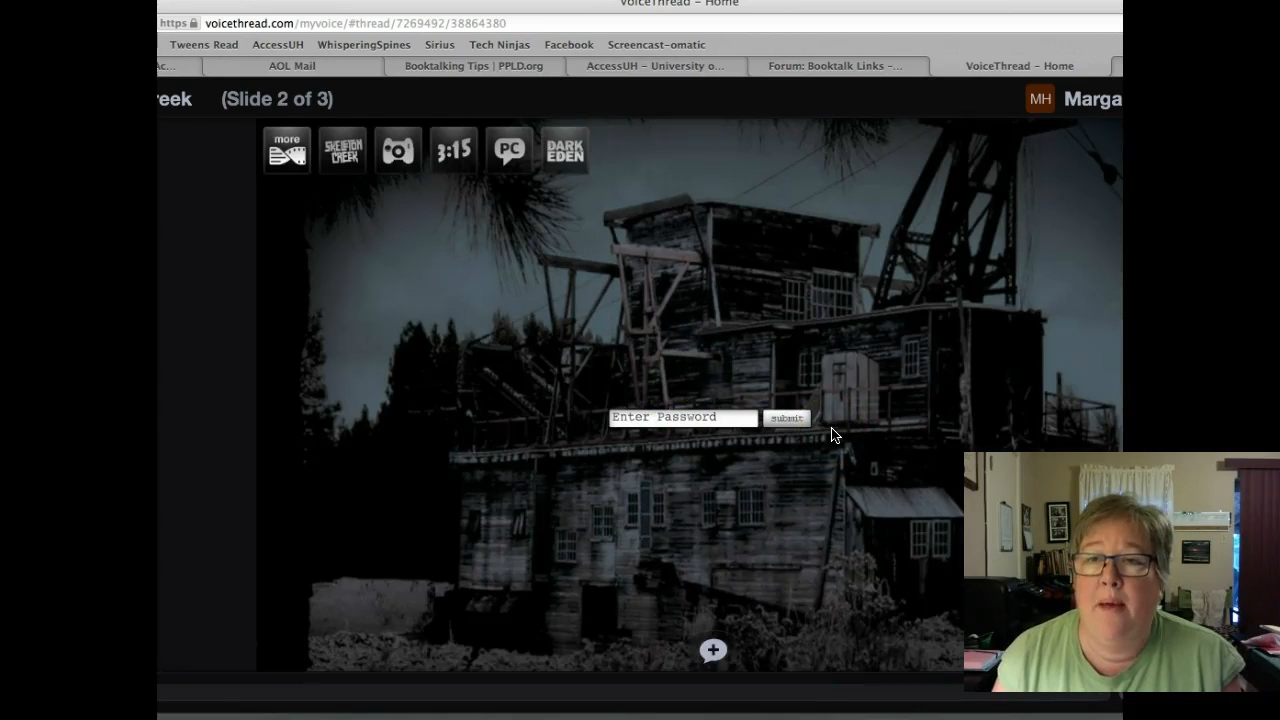 VoiceThread - Home
https voicethread.com/myvoice/#thread/7269492/38864380
Tweens Read AccessUH WhisperingSpines Sirius Tech Ninjas Facebook Screencast-omatic
Ac... AOL Mail Booktalking Tips | PPLD.org AccessUH – University o... Forum: Booktalk Links –... VoiceThread – Home
reek (Slide 2 of 3) MH Marga
more SKELETON CREEK 3:15 PC DARK EDEN
Enter Password submit